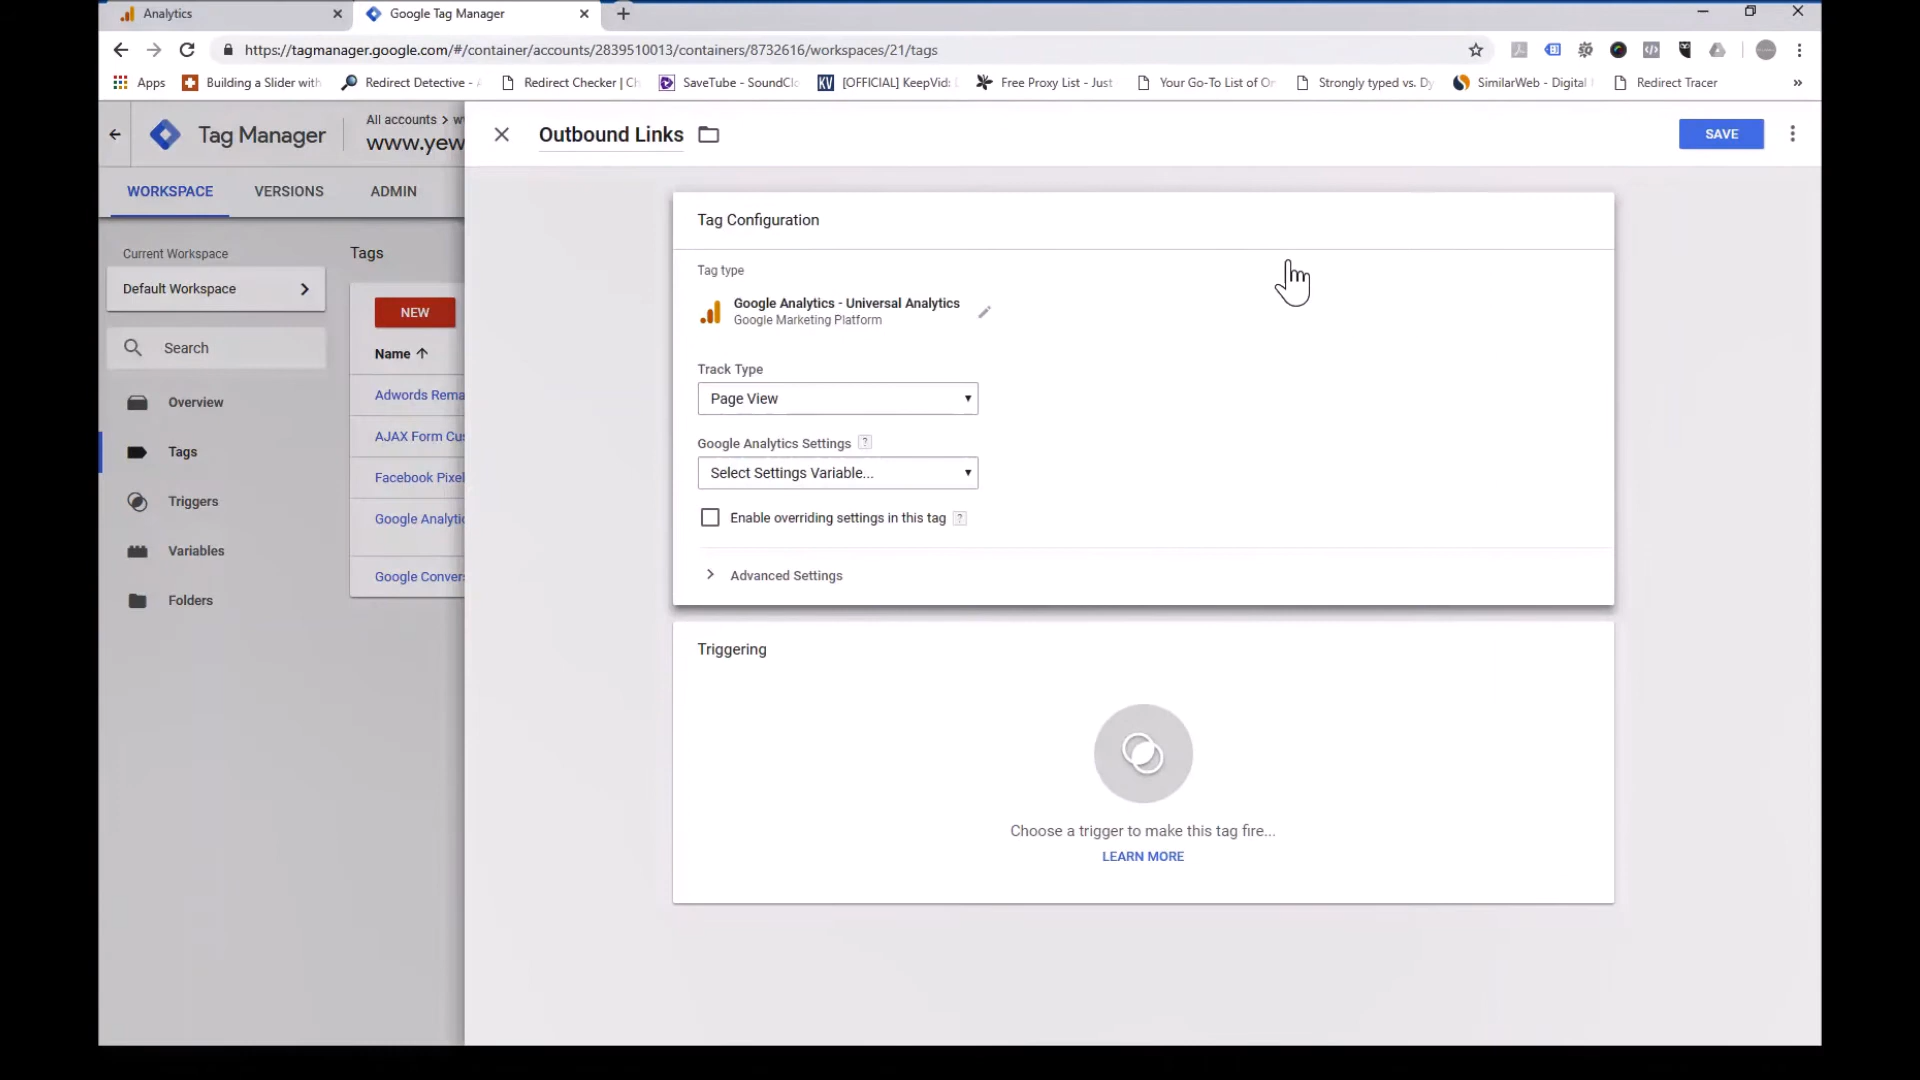 Analytics
Google Tag Manager
https://tagmanager.google.com/#/container/accounts/2839510013/containers/8732616/workspaces/21/tags
Apps
Building a Slider with
Redirect Detective -
Redirect Checker | Ch
SaveTube - SoundClo
KV
[OFFICIAL] KeepVid:
Free Proxy List - Just
Your Go-To List of On
Strongly typed vs. Dy
SimilarWeb - Digital
Redirect Tracer
Tag Manager
All accounts > w
www.yew
Outbound Links
SAVE
WORKSPACE
VERSIONS
ADMIN
Current Workspace
Default Workspace
Search
Overview
Tags
Triggers
Variables
Folders
Tags
NEW
Name
Adwords Rema
AJAX Form Cus
Facebook Pixel
Google Analytic
Google Convers
Tag Configuration
Tag type
Google Analytics - Universal Analytics
Google Marketing Platform
Track Type
Page View
Google Analytics Settings ?
Select Settings Variable...
Enable overriding settings in this tag ?
Advanced Settings
Triggering
Choose a trigger to make this tag fire...
LEARN MORE